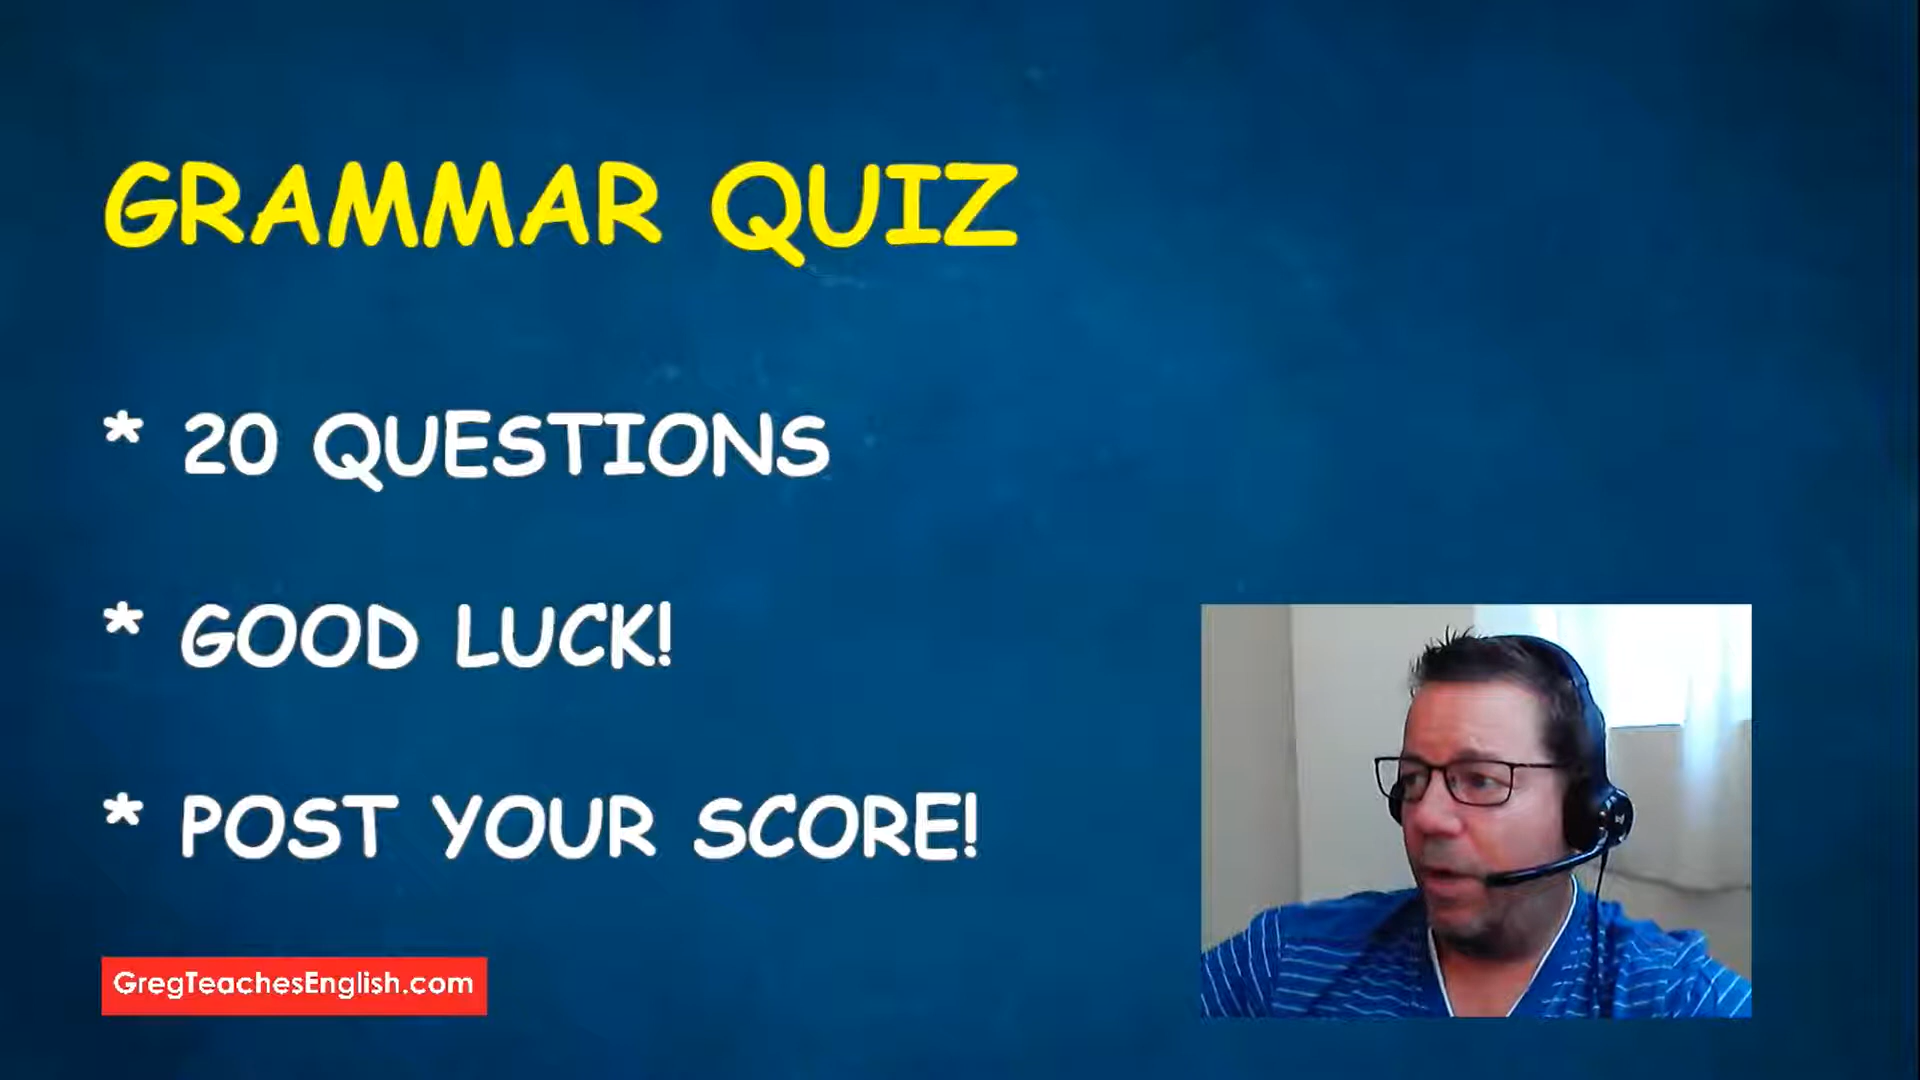 GRAMMAR QUIZ
* 20 QUESTIONS
* GOOD LUCK!
* POST YOUR SCORE!
GregTeachesEnglish.com